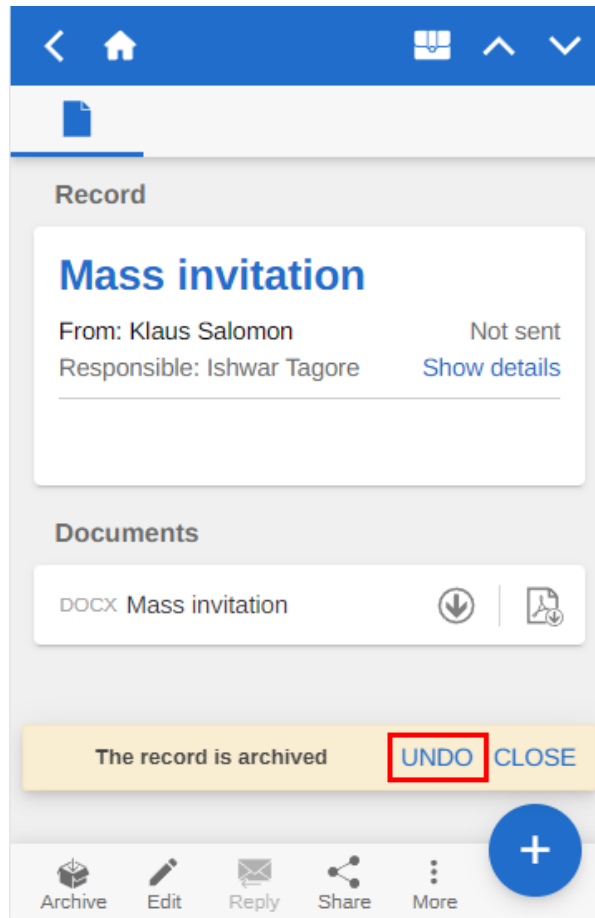 Record
Mass invitation
From: Klaus Salomon Not sent
Responsible: Ishwar Tagore Show details
Documents
DOCX Mass invitation
The record is archived UNDO CLOSE
Archive Edit Reply Share More